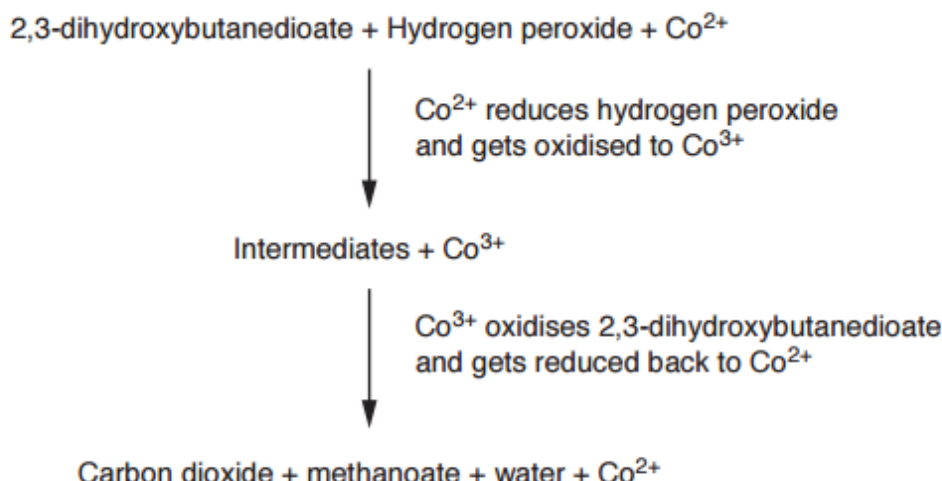 2,3-dihydroxybutanedioate + Hydrogen peroxide + Co²⁺
Co²⁺ reduces hydrogen peroxide
and gets oxidised to Co³⁺
Intermediates + Co³⁺
Co³⁺ oxidises 2,3-dihydroxybutanedioate
and gets reduced back to Co²⁺
Carbon dioxide + methanoate + water + Co²⁺